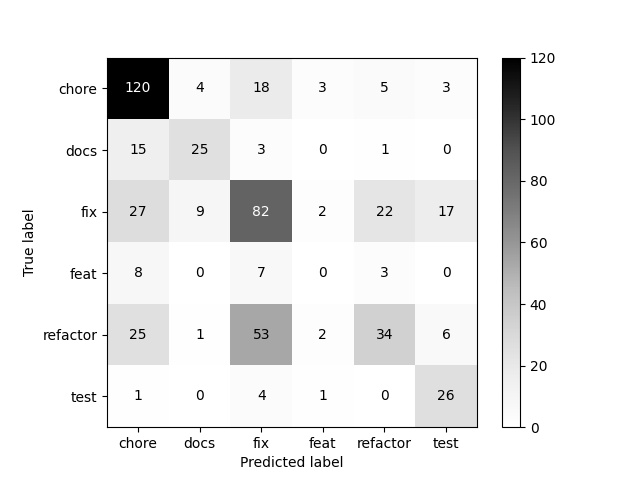 chore 120 4 18 3 5 3
docs 15 25 3 0 1 0
fix 27 9 82 2 22 17
feat 8 0 7 0 3 0
refactor 25 1 53 2 34 6
test 1 0 4 1 0 26
chore docs fix feat refactor test
Predicted label
True label
120
100
80
60
40
20
0